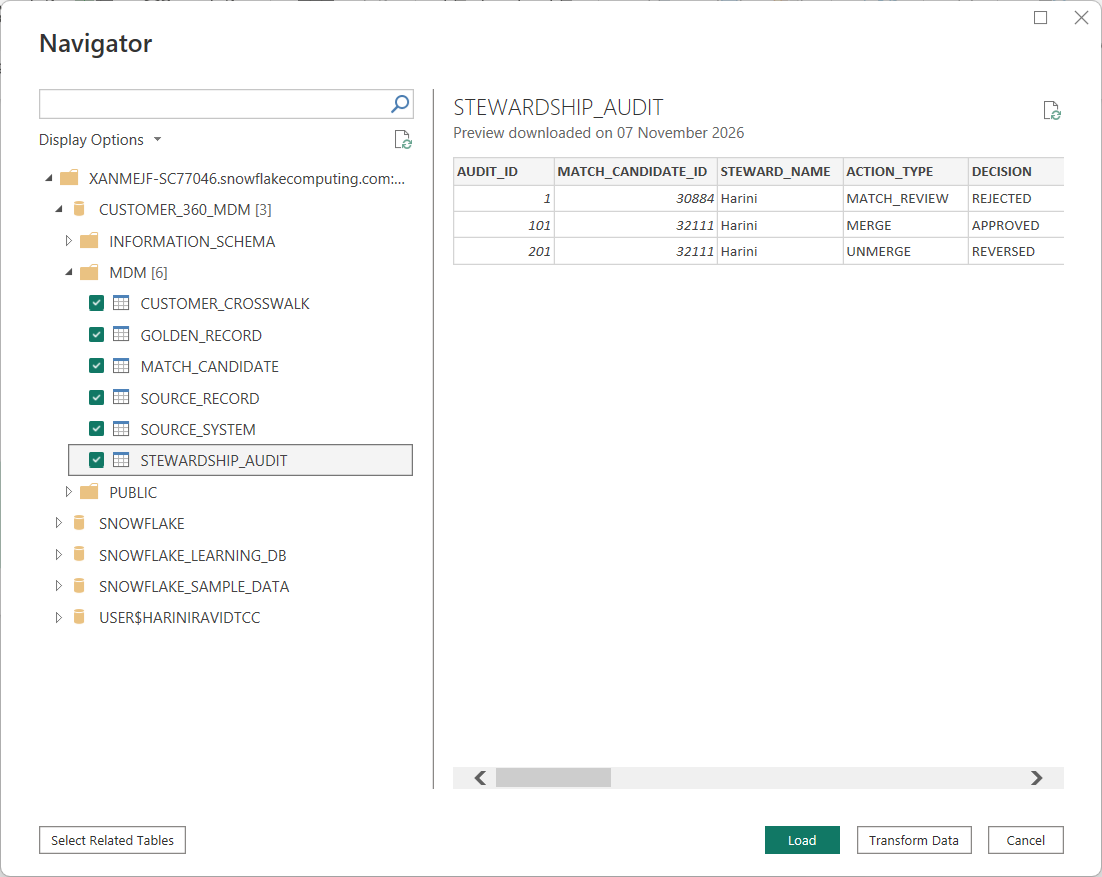 Navigator
Display Options
XANMEJF-SC77046.snowflakecomputing.com:...
CUSTOMER_360_MDM [3]
INFORMATION_SCHEMA
MDM [6]
CUSTOMER_CROSSWALK
GOLDEN_RECORD
MATCH_CANDIDATE
SOURCE_RECORD
SOURCE_SYSTEM
STEWARDSHIP_AUDIT
PUBLIC
SNOWFLAKE
SNOWFLAKE_LEARNING_DB
SNOWFLAKE_SAMPLE_DATA
USER$HARINIRAVIDTCC
STEWARDSHIP_AUDIT
Preview downloaded on 07 November 2026
AUDIT_ID MATCH_CANDIDATE_ID STEWARD_NAME ACTION_TYPE DECISION
1 30884 Harini MATCH_REVIEW REJECTED
101 32111 Harini MERGE APPROVED
201 32111 Harini UNMERGE REVERSED
Select Related Tables
Load Transform Data Cancel